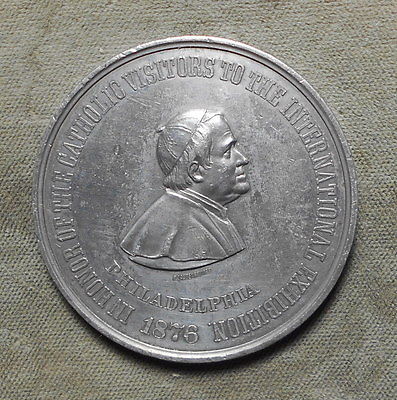 IN HONOR OF THE CATHOLIC VISITORS TO THE INTERNATIONAL EXHIBITION
PHILADELPHIA
1876